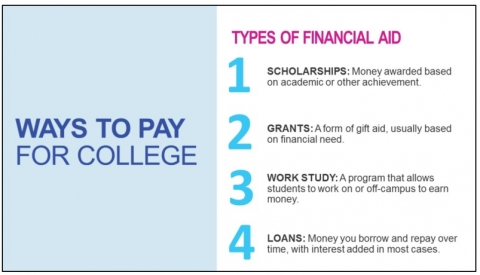 WAYS TO PAY
FOR COLLEGE
TYPES OF FINANCIAL AID
1
SCHOLARSHIPS: Money awarded based
on academic or other achievement.
2
GRANTS: A form of gift aid, usually based
on financial need.
3
WORK STUDY: A program that allows
students to work on or off-campus to earn
money.
4
LOANS: Money you borrow and repay over
time, with interest added in most cases.